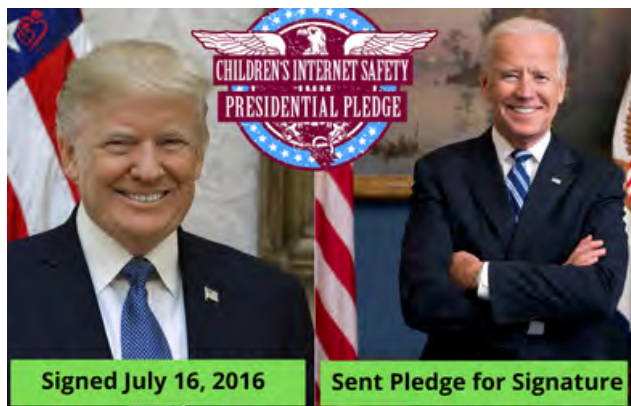 CHILDREN'S INTERNET SAFETY
PRESIDENTIAL PLEDGE
Signed July 16, 2016
Sent Pledge for Signature